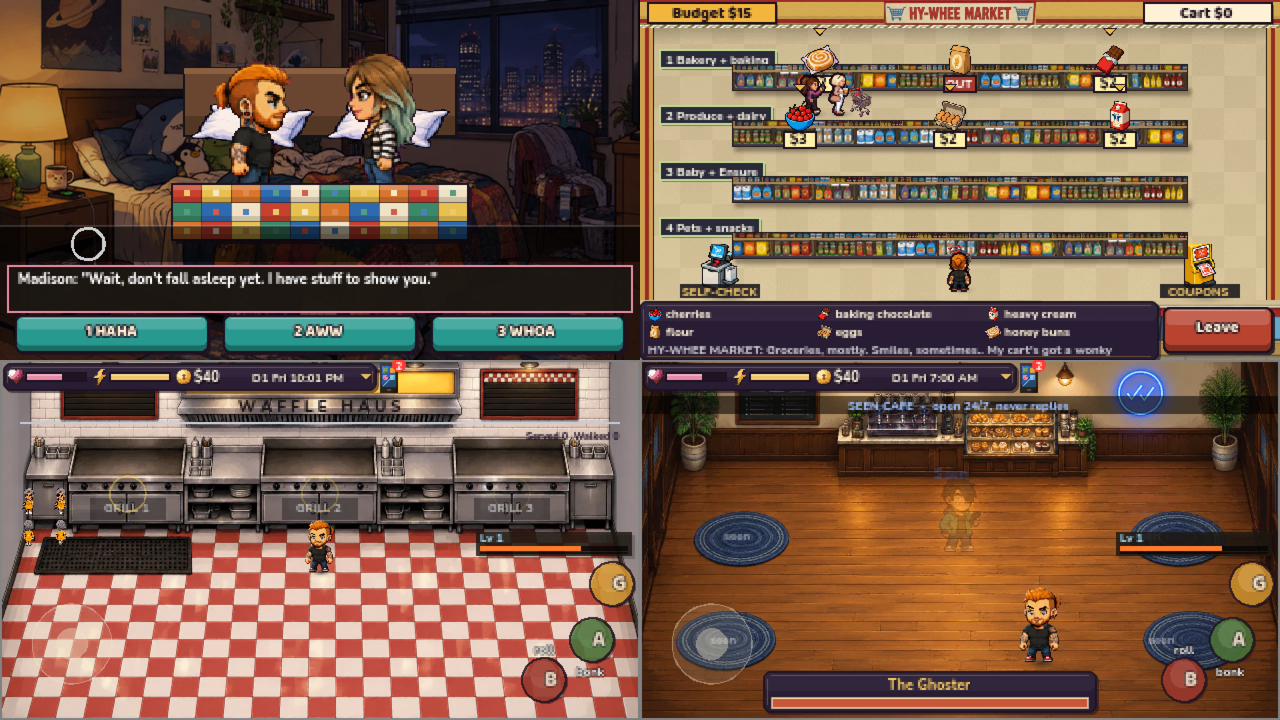 Madison: "Wait, don't fall asleep yet. I have stuff to show you."
1 HAHA
2 AWW
3 WHOA
Budget $15
HY-WHEE MARKET
Cart $0
1 Bakery + baking
OUT
2 Produce + dairy
$3
$2
$2
3 Baby + Ensure
4 Pets + snacks
SELF-CHECK
COUPONS
cherries
baking chocolate
heavy cream
flour
eggs
honey buns
HY-WHEE MARKET: Groceries, mostly. Smiles, sometimes.. My cart's got a wonky
Leave
$40
D1 Fri 10:01 PM
2
WAFFLE HAUS
Served 0 Walked 0
GRILL 1
GRILL 2
GRILL 3
Lv 1
G
A
roll
bonk
B
$40
D1 Fri 7:00 AM
2
SEEN CAFE - open 24/7, never replies
seen
Lv 1
G
seen
seen
A
roll
bonk
B
The Ghoster